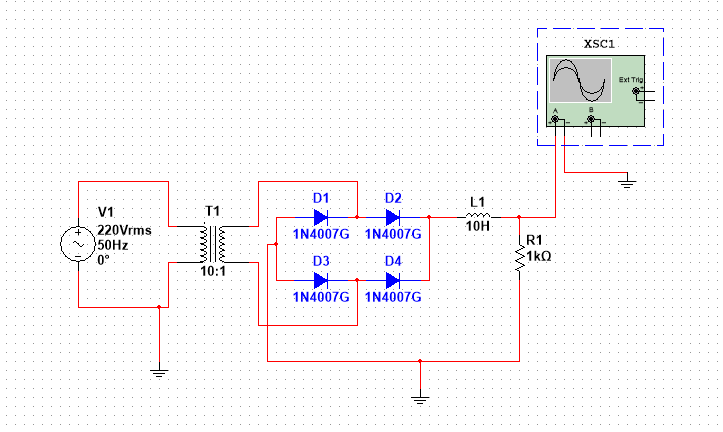 XSC1
Ext Trig
+
−
A
B
+ −
+ −
V1
220Vrms
50Hz
0°
+
−
T1
10:1
D1
1N4007G
D2
1N4007G
D3
1N4007G
D4
1N4007G
L1
10H
R1
1kΩ